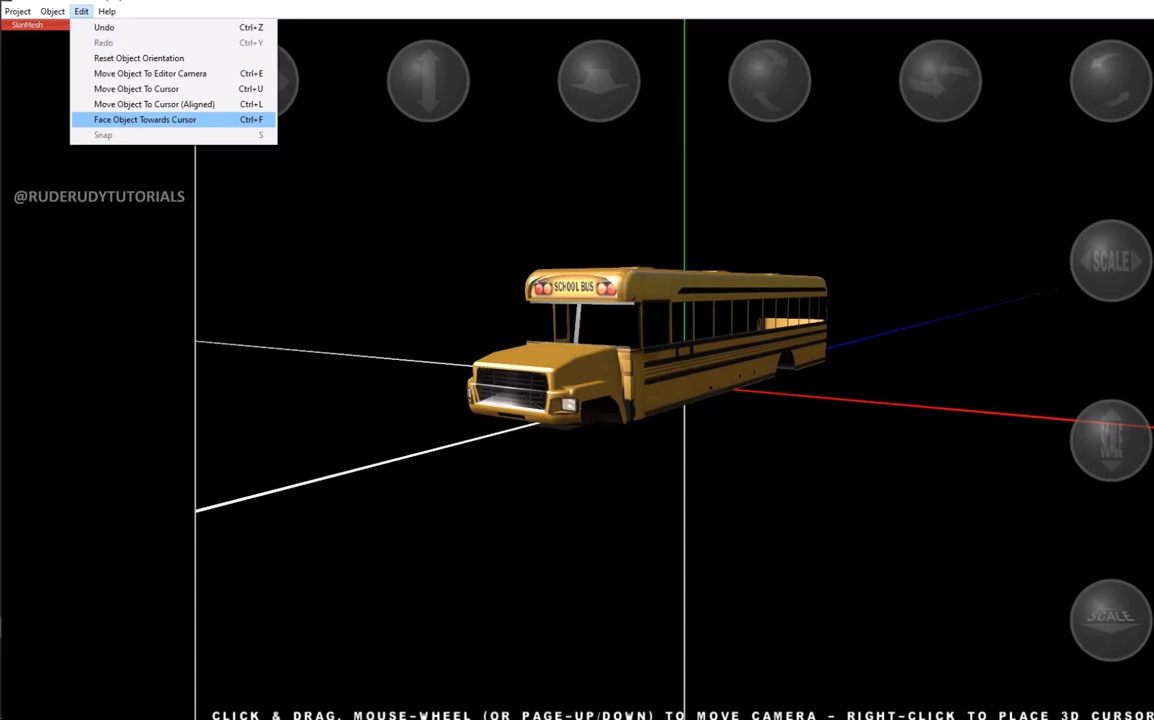 Project Object Edit Help
SkinMesh
Undo Ctrl+Z
Redo Ctrl+Y
Reset Object Orientation
Move Object To Editor Camera Ctrl+E
Move Object To Cursor Ctrl+U
Move Object To Cursor (Aligned) Ctrl+L
Face Object Towards Cursor Ctrl+F
Snap S
@RUDERUDYTUTORIALS
SCALE
SCHOOL BUS
SCALE
SCALE
CLICK & DRAG, MOUSE-WHEEL (OR PAGE-UP/DOWN) TO MOVE CAMERA - RIGHT-CLICK TO PLACE 3D CURSOR